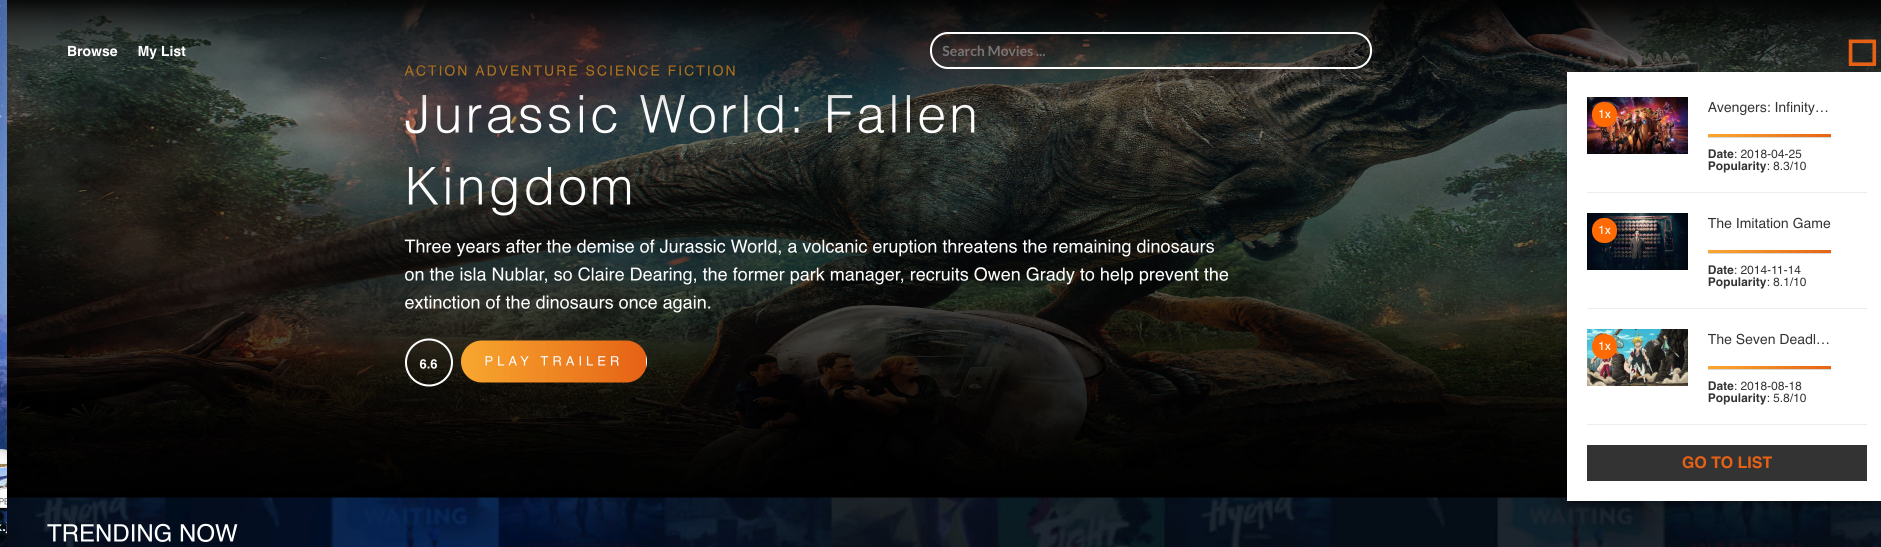 Browse My List
Search Movies ...
ACTION ADVENTURE SCIENCE FICTION
Jurassic World: Fallen
Kingdom
Three years after the demise of Jurassic World, a volcanic eruption threatens the remaining dinosaurs
on the isla Nublar, so Claire Dearing, the former park manager, recruits Owen Grady to help prevent the
extinction of the dinosaurs once again.
6.6
PLAY TRAILER
1x
Avengers: Infinity...
Date: 2018-04-25
Popularity: 8.3/10
1x
The Imitation Game
Date: 2014-11-14
Popularity: 8.1/10
1x
The Seven Deadl...
Date: 2018-08-18
Popularity: 5.8/10
GO TO LIST
TRENDING NOW
Hyena
WAITING
Fight
Hyena
WAITING